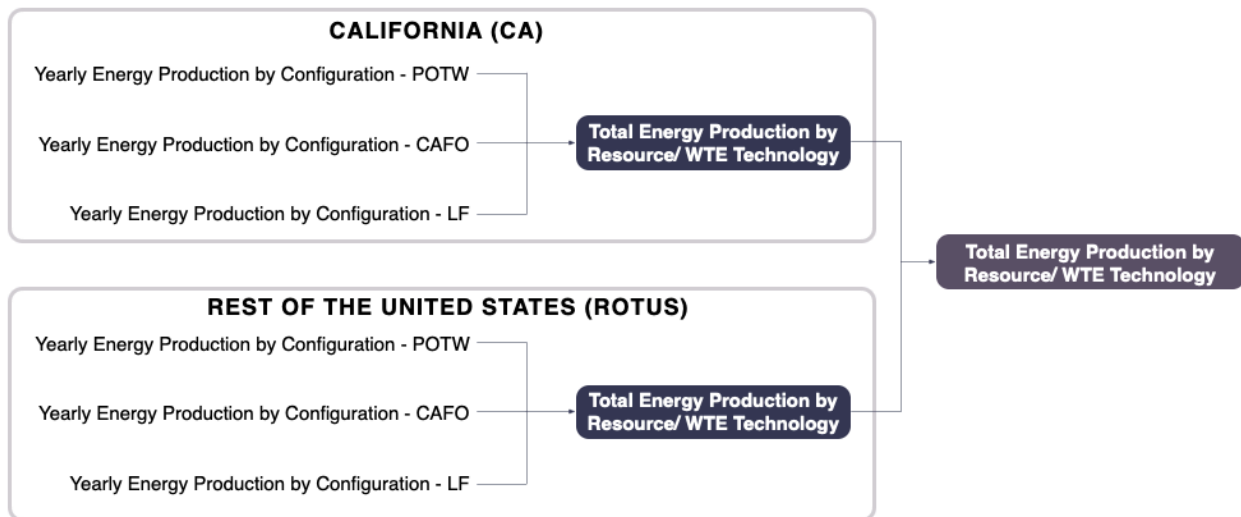 CALIFORNIA (CA)
Yearly Energy Production by Configuration - POTW
Yearly Energy Production by Configuration - CAFO
Yearly Energy Production by Configuration - LF
Total Energy Production by
Resource/ WTE Technology
REST OF THE UNITED STATES (ROTUS)
Yearly Energy Production by Configuration - POTW
Yearly Energy Production by Configuration - CAFO
Yearly Energy Production by Configuration - LF
Total Energy Production by
Resource/ WTE Technology
Total Energy Production by
Resource/ WTE Technology